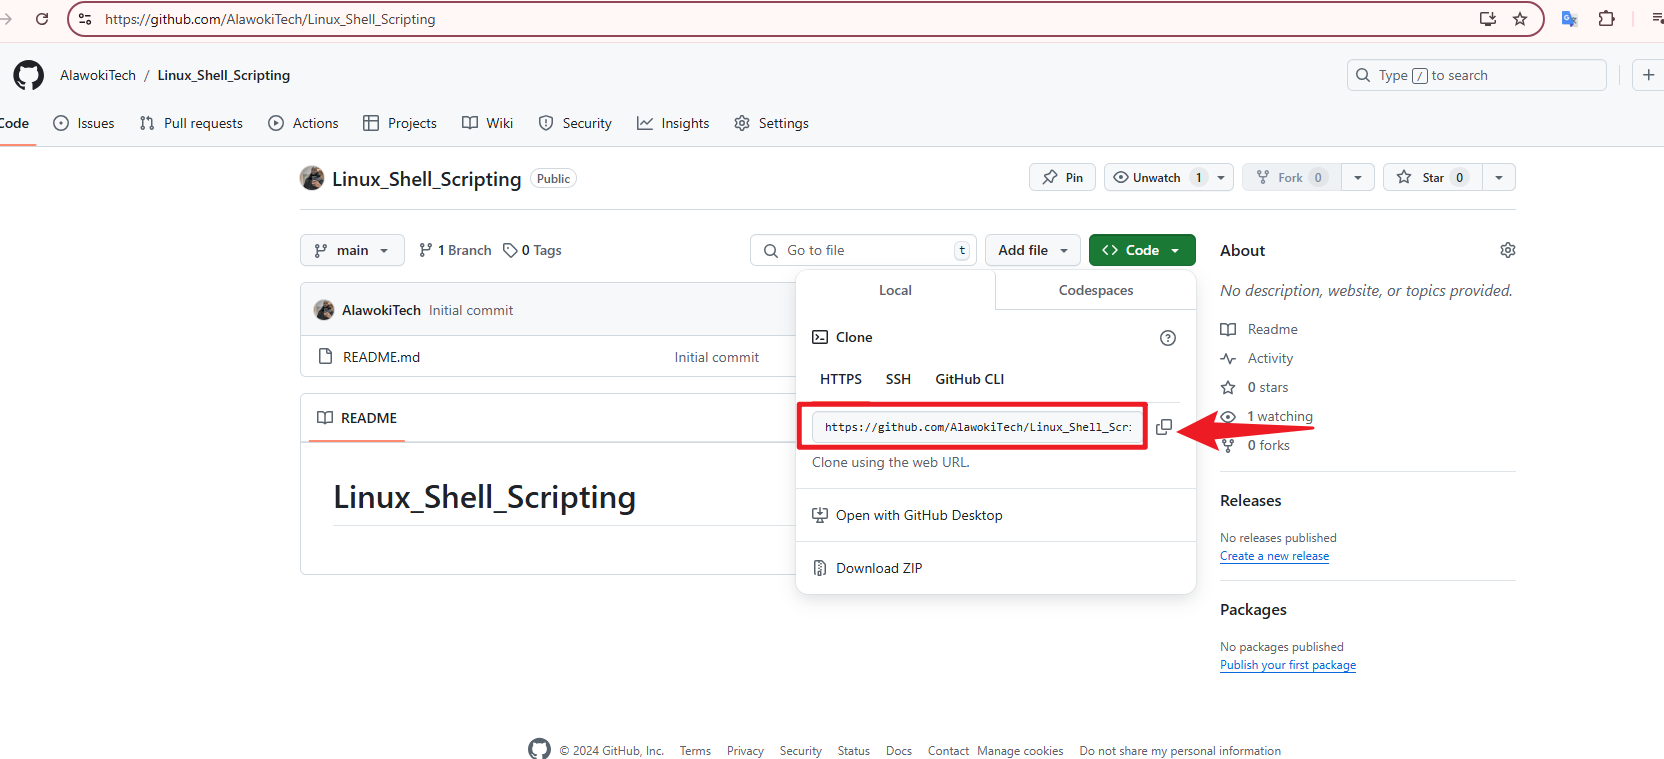 https://github.com/AlawokiTech/Linux_Shell_Scripting
AlawokiTech / Linux_Shell_Scripting
Type / to search
Code Issues Pull requests Actions Projects Wiki Security Insights Settings
Linux_Shell_Scripting Public
Pin Unwatch 1 Fork 0 Star 0
main 1 Branch 0 Tags Go to file t Add file Code
About
Local Codespaces
No description, website, or topics provided.
AlawokiTech Initial commit
README.md Initial commit
Clone
HTTPS SSH GitHub CLI
https://github.com/AlawokiTech/Linux_Shell_Scri
Clone using the web URL.
Open with GitHub Desktop
Download ZIP
README
Linux_Shell_Scripting
Readme
Activity
0 stars
1 watching
0 forks
Releases
No releases published
Create a new release
Packages
No packages published
Publish your first package
© 2024 GitHub, Inc. Terms Privacy Security Status Docs Contact Manage cookies Do not share my personal information